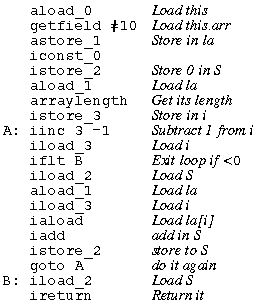 aload_0 Load this
getfield #10 Load this.arr
astore_1 Store in la
iconst_0
istore_2 Store 0 in S
aload_1 Load la
arraylength Get its length
istore_3 Store in i
A: iinc 3 -1 Subtract 1 from i
iload_3 Load i
iflt B Exit loop if <0
iload_2 Load S
aload_1 Load la
iload_3 Load i
iaload Load la[i]
iadd add in S
istore_2 store to S
goto A do it again
B: iload_2 Load S
ireturn Return it